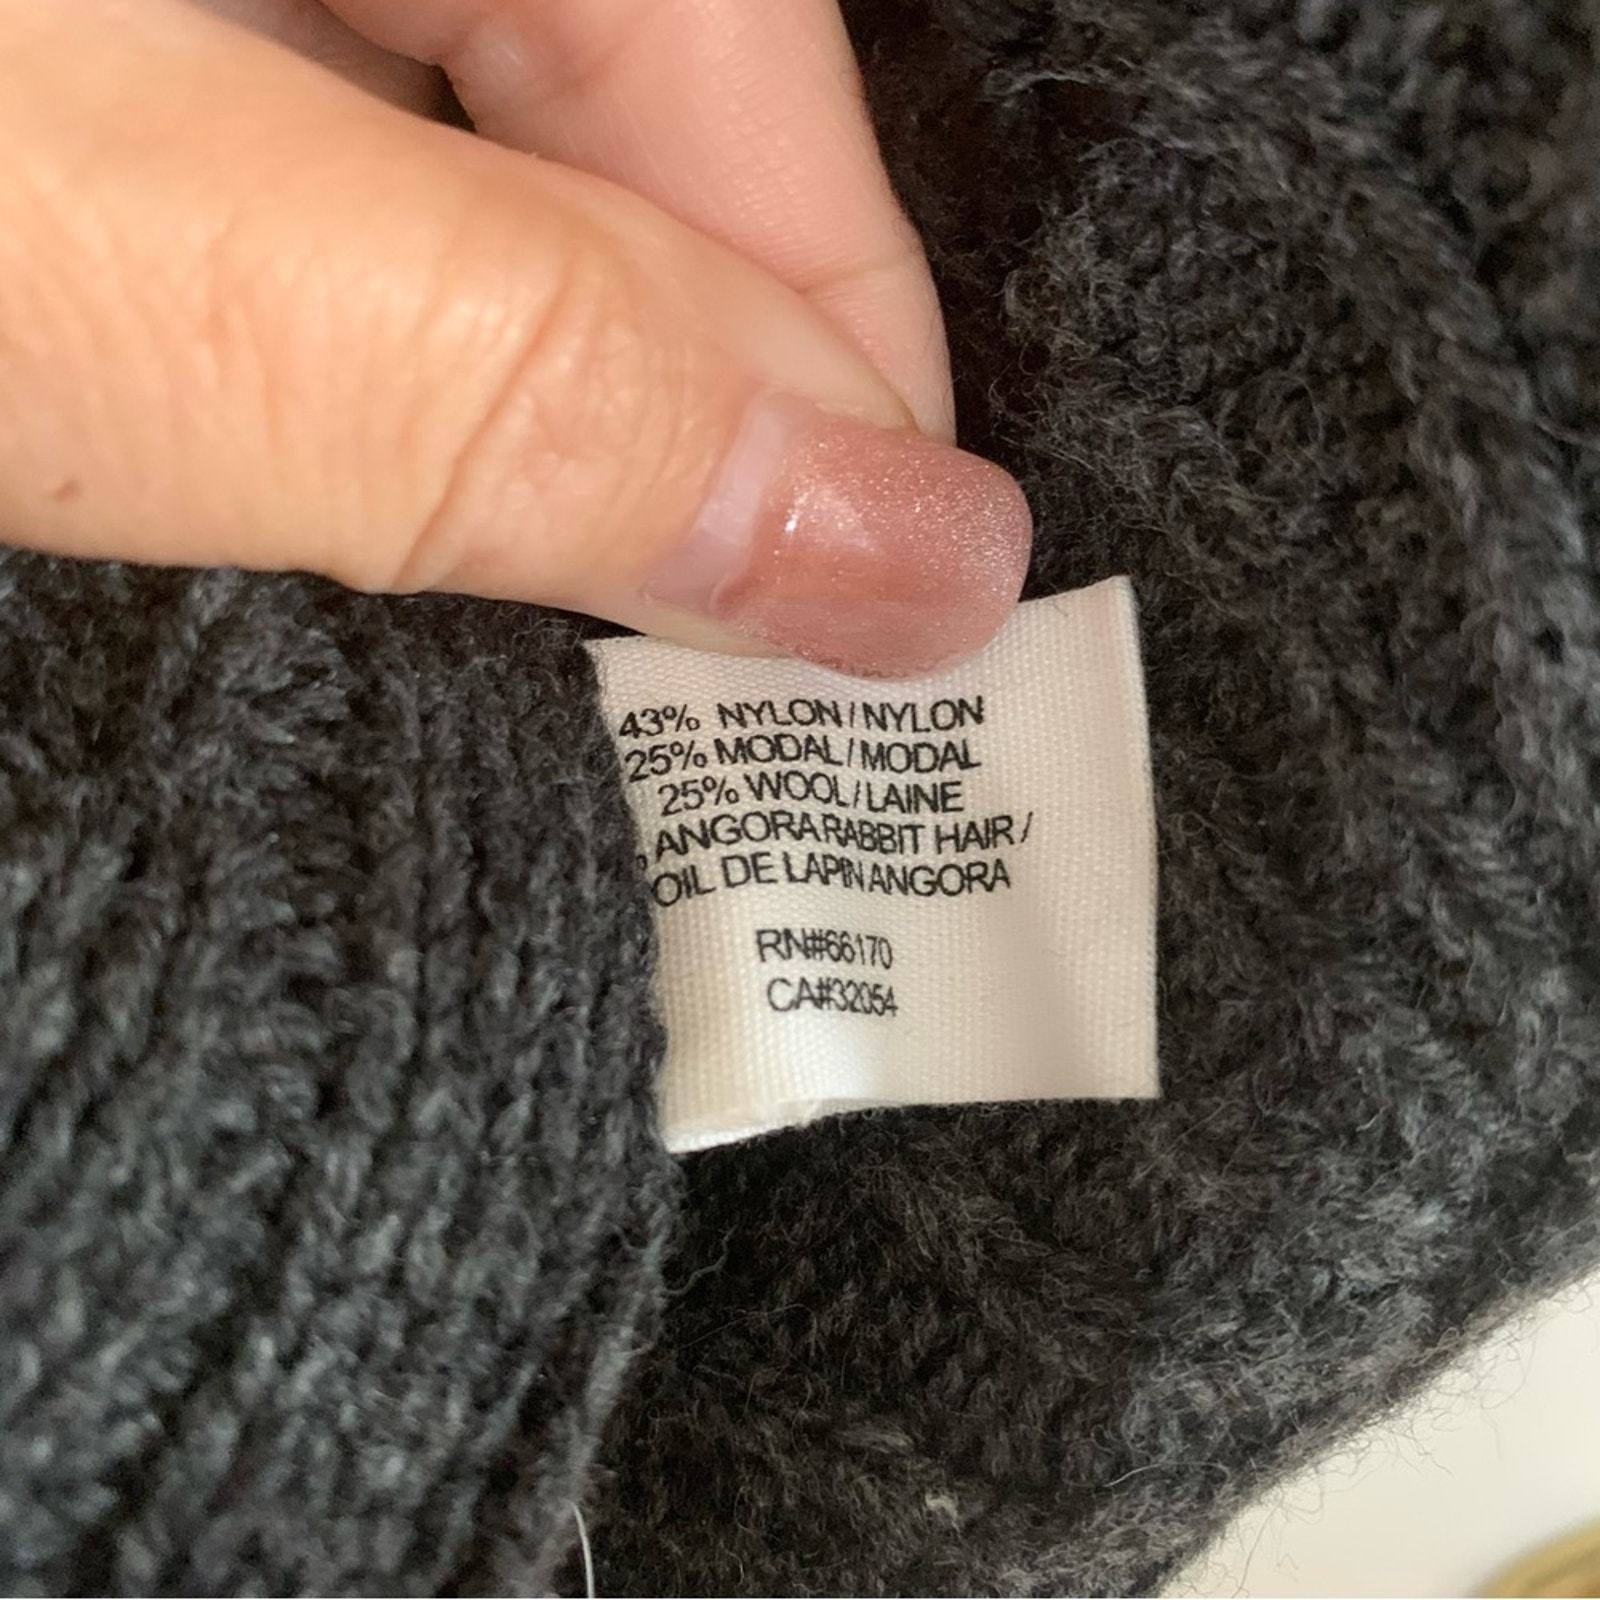 43% NYLON / NYLON
25% MODAL / MODAL
25% WOOL / LAINE
% ANGORA RABBIT HAIR /
OIL DE LAPIN ANGORA
RN#66170
CA#32054